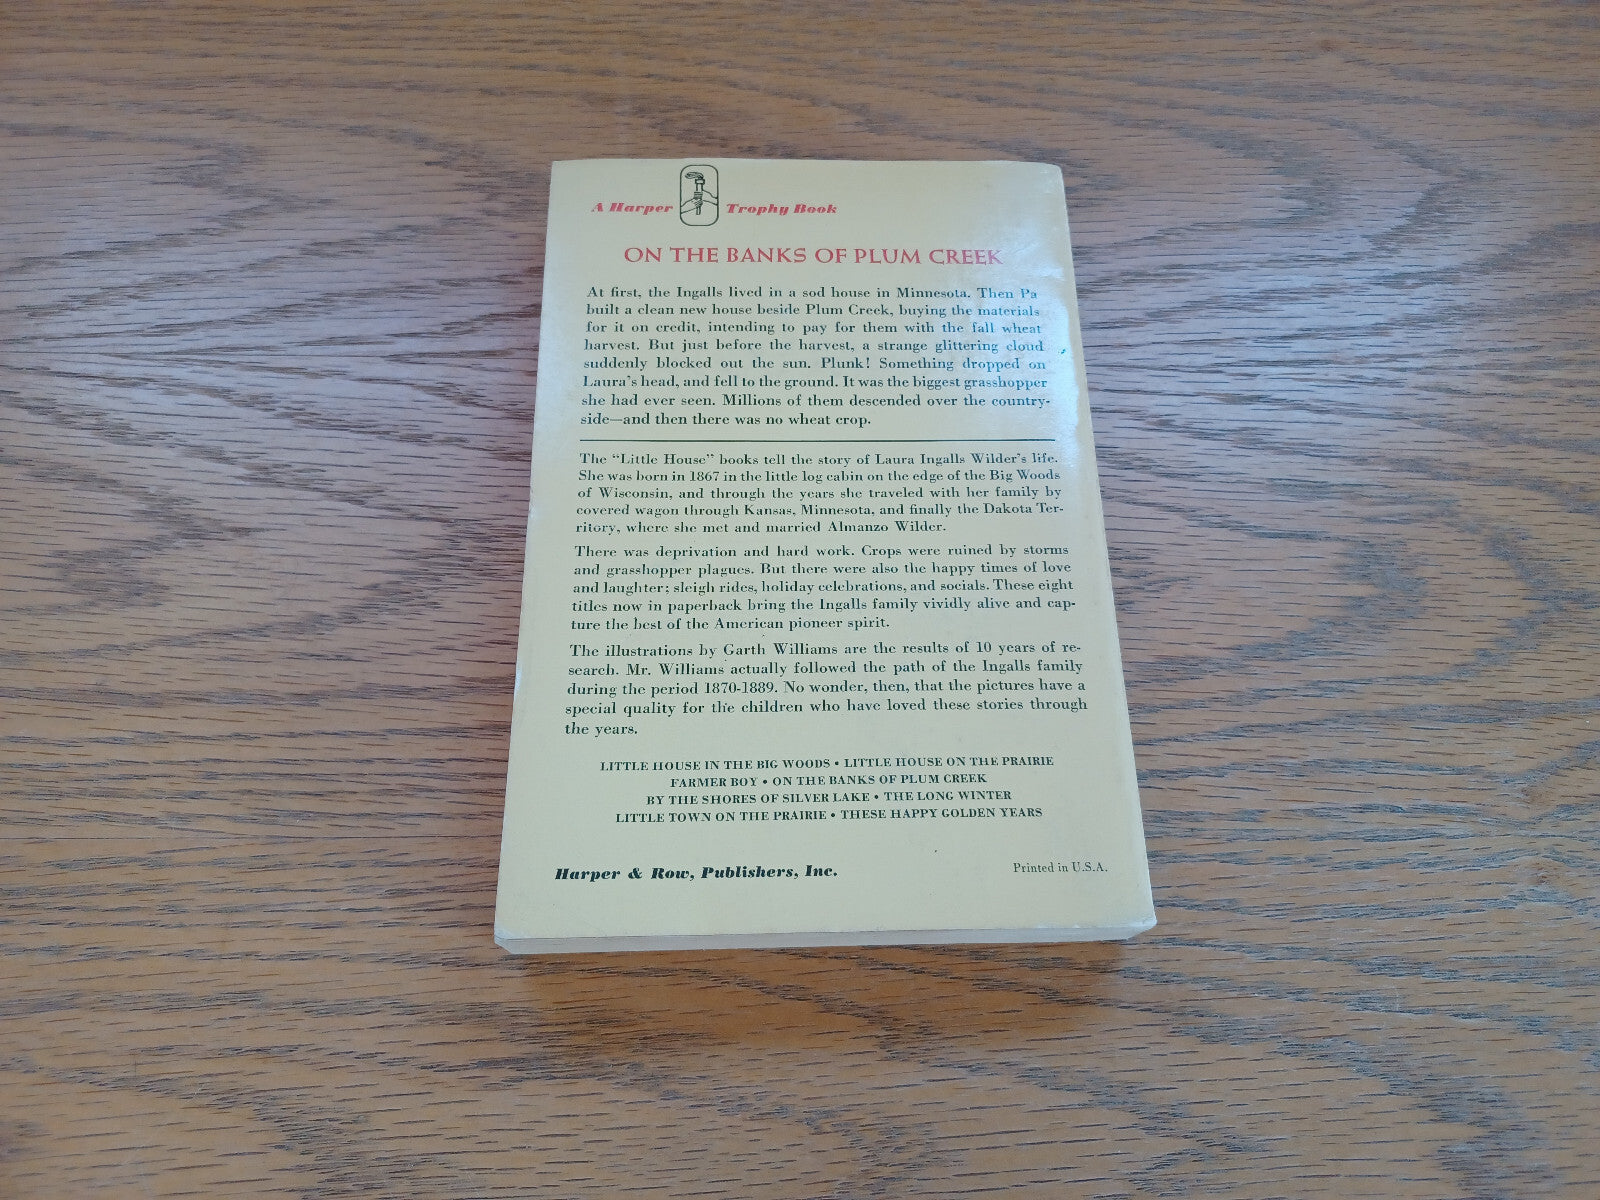 A Harper Trophy Book
ON THE BANKS OF PLUM CREEK
At first, the Ingalls lived in a sod house in Minnesota. Then Pa
built a clean new house beside Plum Creek, buying the materials
for it on credit, intending to pay for them with the fall wheat
harvest. But just before the harvest, a strange glittering cloud
suddenly blocked out the sun. Plunk! Something dropped on
Laura's head, and fell to the ground. It was the biggest grasshopper
she had ever seen. Millions of them descended over the country-
side—and then there was no wheat crop.
The "Little House" books tell the story of Laura Ingalls Wilder's life.
She was born in 1867 in the little log cabin on the edge of the Big Woods
of Wisconsin, and through the years she traveled with her family by
covered wagon through Kansas, Minnesota, and finally the Dakota Ter-
ritory, where she met and married Almanzo Wilder.
There was deprivation and hard work. Crops were ruined by storms
and grasshopper plagues. But there were also the happy times of love
and laughter; sleigh rides, holiday celebrations, and socials. These eight
titles now in paperback bring the Ingalls family vividly alive and cap-
ture the best of the American pioneer spirit.
The illustrations by Garth Williams are the results of 10 years of re-
search. Mr. Williams actually followed the path of the Ingalls family
during the period 1870-1889. No wonder, then, that the pictures have a
special quality for the children who have loved these stories through
the years.
LITTLE HOUSE IN THE BIG WOODS • LITTLE HOUSE ON THE PRAIRIE
FARMER BOY • ON THE BANKS OF PLUM CREEK
BY THE SHORES OF SILVER LAKE • THE LONG WINTER
LITTLE TOWN ON THE PRAIRIE • THESE HAPPY GOLDEN YEARS
Harper & Row, Publishers, Inc.
Printed in U.S.A.